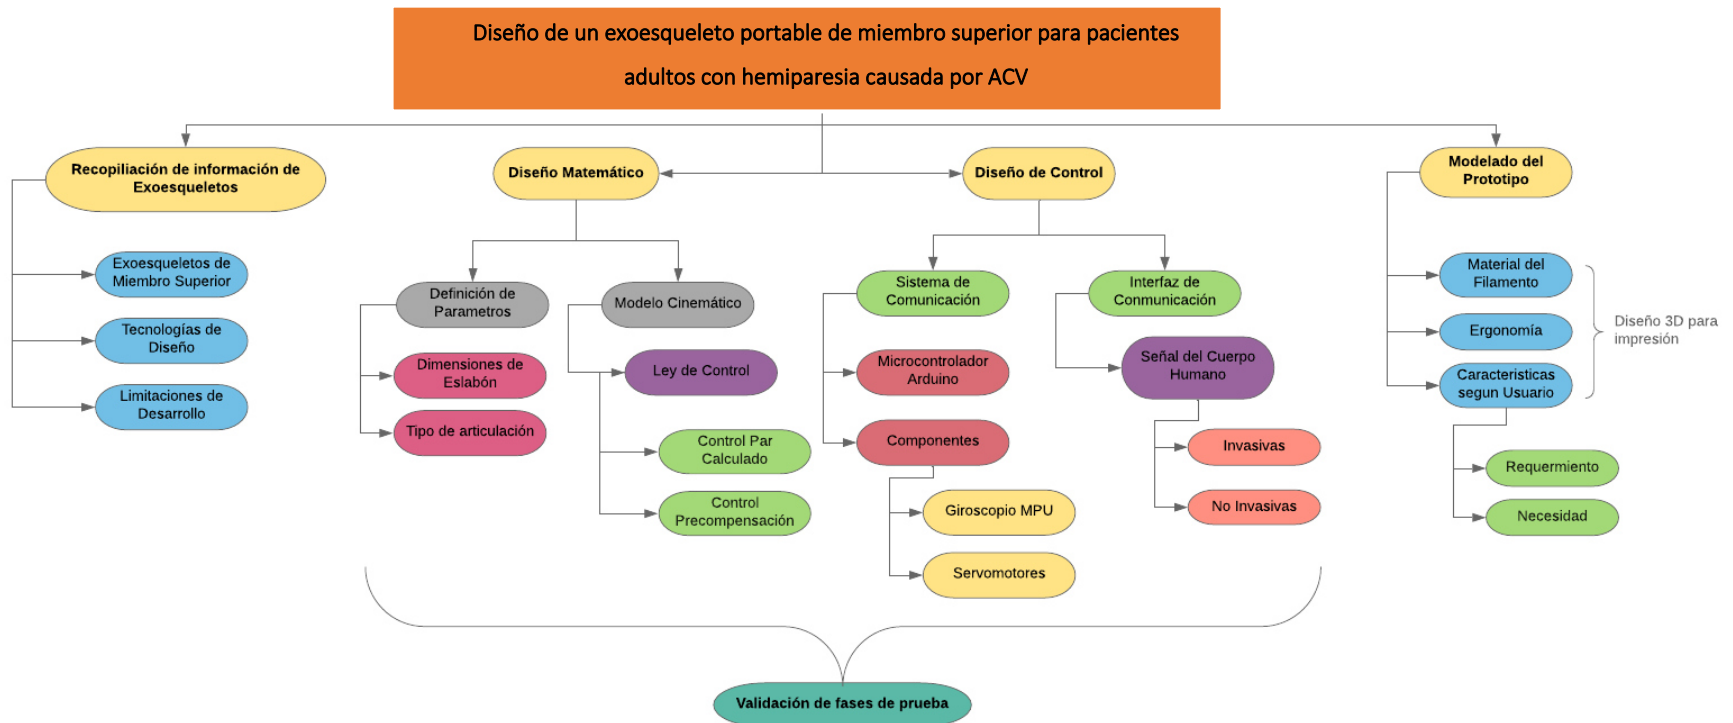 Diseño de un exoesqueleto portable de miembro superior para pacientes
adultos con hemiparesia causada por ACV
Recopiliación de información de
Exoesqueletos
Exoesqueletos de
Miembro Superior
Tecnologías de
Diseño
Limitaciones de
Desarrollo
Diseño Matemático
Definición de
Parametros
Dimensiones de
Eslabón
Tipo de articulación
Modelo Cinemático
Ley de Control
Control Par
Calculado
Control
Precompensación
Diseño de Control
Sistema de
Comunicación
Microcontrolador
Arduino
Componentes
Giroscopio MPU
Servomotores
Interfaz de
Conmunicación
Señal del Cuerpo
Humano
Invasivas
No Invasivas
Modelado del
Prototipo
Material del
Filamento
Ergonomía
Caracteristicas
segun Usuario
Diseño 3D para
impresión
Requermiento
Necesidad
Validación de fases de prueba